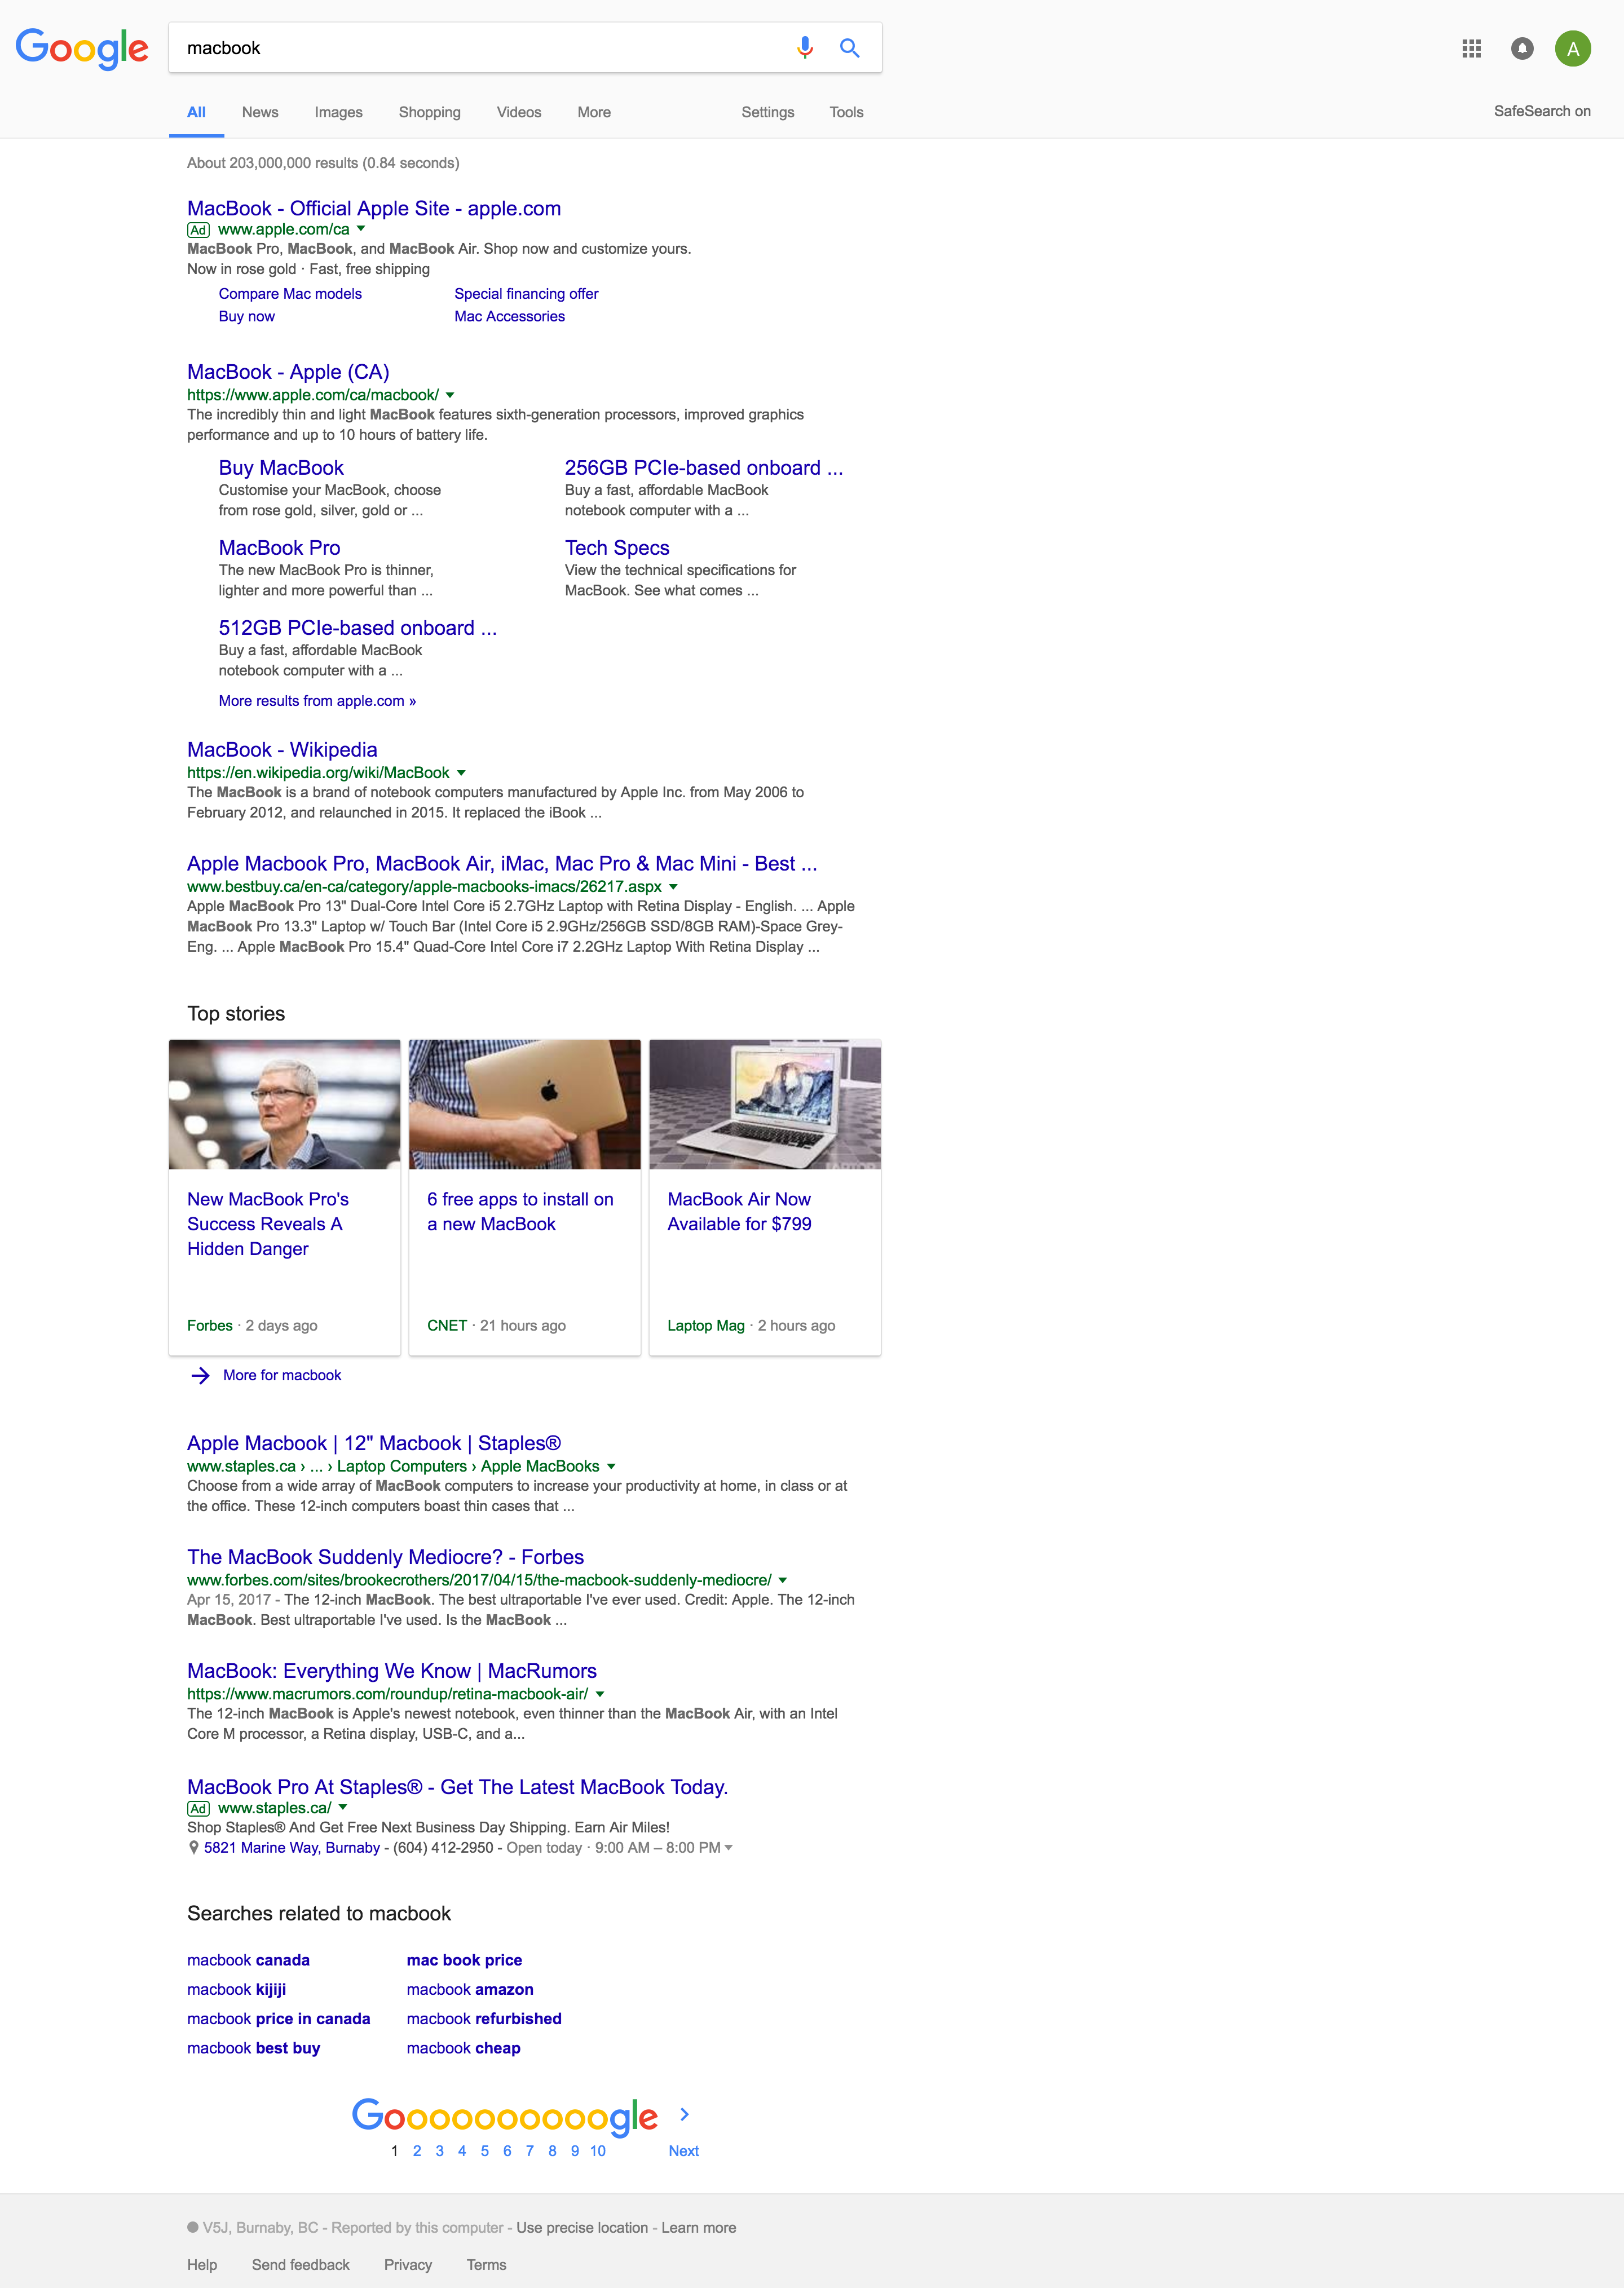 Google
macbook
A
All News Images Shopping Videos More Settings Tools
SafeSearch on
About 203,000,000 results (0.84 seconds)
MacBook - Official Apple Site - apple.com
Ad www.apple.com/ca
MacBook Pro, MacBook, and MacBook Air. Shop now and customize yours.
Now in rose gold · Fast, free shipping
Compare Mac models Special financing offer
Buy now Mac Accessories
MacBook - Apple (CA)
https://www.apple.com/ca/macbook/
The incredibly thin and light MacBook features sixth-generation processors, improved graphics
performance and up to 10 hours of battery life.
Buy MacBook
Customise your MacBook, choose
from rose gold, silver, gold or ...
256GB PCIe-based onboard ...
Buy a fast, affordable MacBook
notebook computer with a ...
MacBook Pro
The new MacBook Pro is thinner,
lighter and more powerful than ...
Tech Specs
View the technical specifications for
MacBook. See what comes ...
512GB PCIe-based onboard ...
Buy a fast, affordable MacBook
notebook computer with a ...
More results from apple.com »
MacBook - Wikipedia
https://en.wikipedia.org/wiki/MacBook
The MacBook is a brand of notebook computers manufactured by Apple Inc. from May 2006 to
February 2012, and relaunched in 2015. It replaced the iBook ...
Apple Macbook Pro, MacBook Air, iMac, Mac Pro & Mac Mini - Best ...
www.bestbuy.ca/en-ca/category/apple-macbooks-imacs/26217.aspx
Apple MacBook Pro 13" Dual-Core Intel Core i5 2.7GHz Laptop with Retina Display - English. ... Apple
MacBook Pro 13.3" Laptop w/ Touch Bar (Intel Core i5 2.9GHz/256GB SSD/8GB RAM)-Space Grey-
Eng. ... Apple MacBook Pro 15.4" Quad-Core Intel Core i7 2.2GHz Laptop With Retina Display ...
Top stories
New MacBook Pro's
Success Reveals A
Hidden Danger
Forbes · 2 days ago
6 free apps to install on
a new MacBook
CNET · 21 hours ago
MacBook Air Now
Available for $799
Laptop Mag · 2 hours ago
More for macbook
Apple Macbook | 12" Macbook | Staples®
www.staples.ca › ... › Laptop Computers › Apple MacBooks
Choose from a wide array of MacBook computers to increase your productivity at home, in class or at
the office. These 12-inch computers boast thin cases that ...
The MacBook Suddenly Mediocre? - Forbes
www.forbes.com/sites/brookecrothers/2017/04/15/the-macbook-suddenly-mediocre/
Apr 15, 2017 - The 12-inch MacBook. The best ultraportable I've ever used. Credit: Apple. The 12-inch
MacBook. Best ultraportable I've used. Is the MacBook ...
MacBook: Everything We Know | MacRumors
https://www.macrumors.com/roundup/retina-macbook-air/
The 12-inch MacBook is Apple's newest notebook, even thinner than the MacBook Air, with an Intel
Core M processor, a Retina display, USB-C, and a...
MacBook Pro At Staples® - Get The Latest MacBook Today.
Ad www.staples.ca/
Shop Staples® And Get Free Next Business Day Shipping. Earn Air Miles!
5821 Marine Way, Burnaby - (604) 412-2950 - Open today · 9:00 AM – 8:00 PM
Searches related to macbook
macbook canada mac book price
macbook kijiji macbook amazon
macbook price in canada macbook refurbished
macbook best buy macbook cheap
Goooooooooogle
1 2 3 4 5 6 7 8 9 10 Next
V5J, Burnaby, BC - Reported by this computer - Use precise location - Learn more
Help Send feedback Privacy Terms